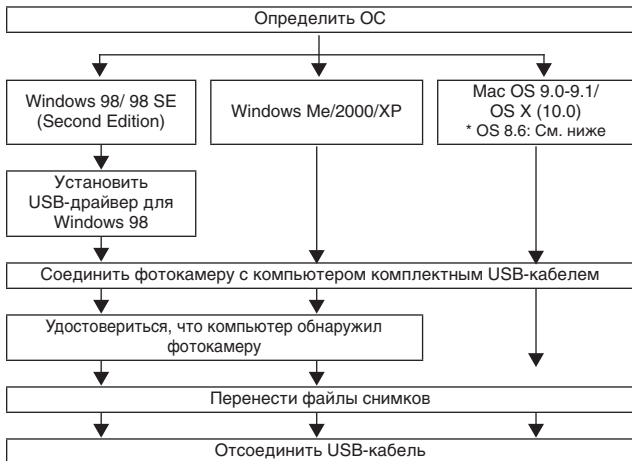 Определить ОС
Windows 98/ 98 SE
(Second Edition)
Windows Me/2000/XP
Mac OS 9.0-9.1/
OS X (10.0)
* OS 8.6: См. ниже
Установить
USB-драйвер для
Windows 98
Соединить фотокамеру с компьютером комплектным USB-кабелем
Удостовериться, что компьютер обнаружил
фотокамеру
Перенести файлы снимков
Отсоединить USB-кабель